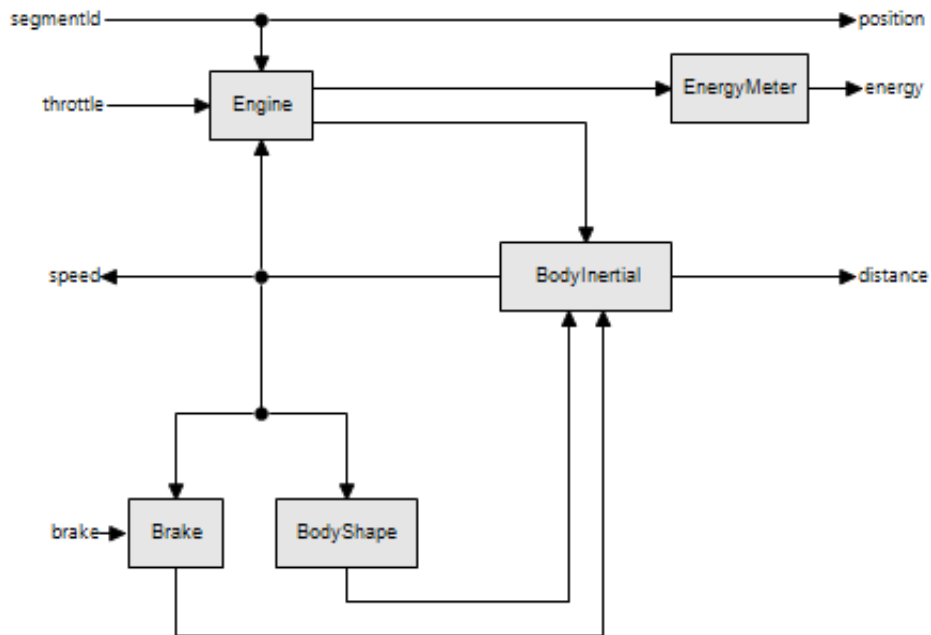 segmentId
position
throttle
Engine
EnergyMeter
energy
speed
BodyInertial
distance
brake
Brake
BodyShape